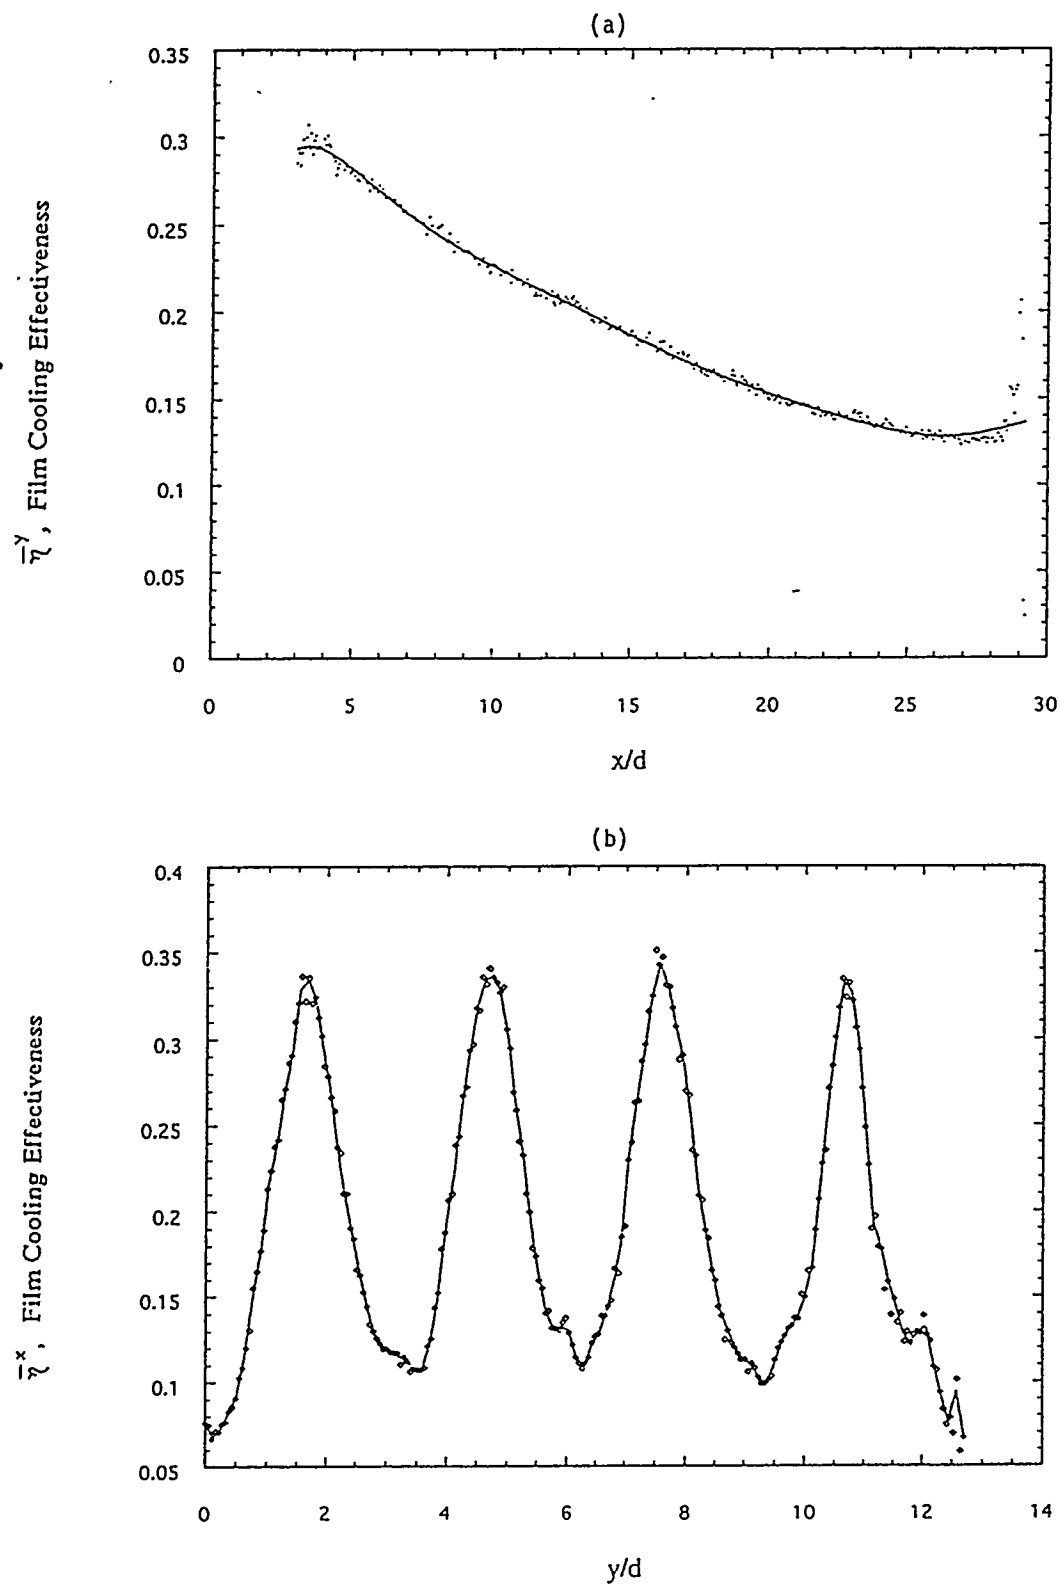 (a)
0.35
0.3
0.25
0.2
0.15
0.1
0.05
0
0 5 10 15 20 25 30
x/d
η̅ʸ, Film Cooling Effectiveness
(b)
0.4
0.35
0.3
0.25
0.2
0.15
0.1
0.05
0 2 4 6 8 10 12 14
y/d
η̅ˣ, Film Cooling Effectiveness